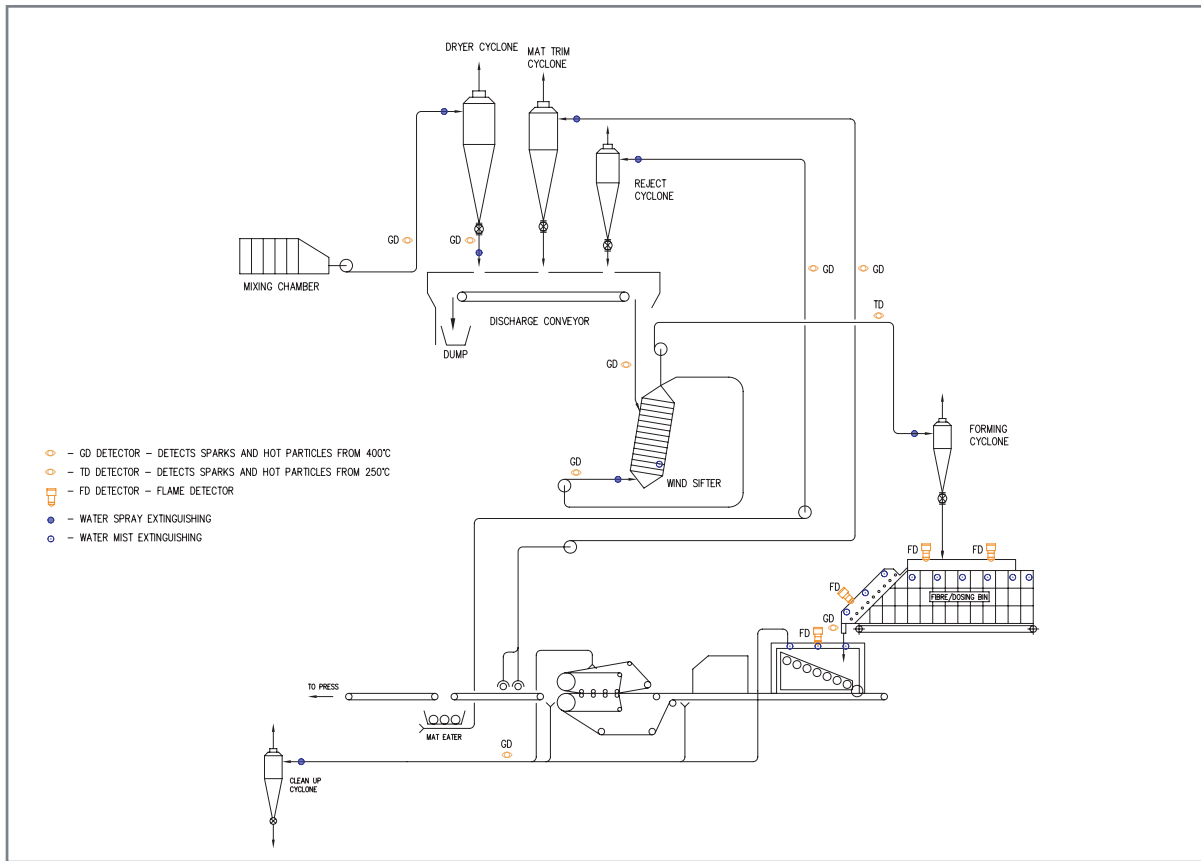 DRYER CYCLONE
MAT TRIM
CYCLONE
REJECT
CYCLONE
GD
GD
MIXING CHAMBER
GD
GD
TD
DISCHARGE CONVEYOR
DUMP
GD
FORMING
CYCLONE
- GD DETECTOR - DETECTS SPARKS AND HOT PARTICLES FROM 400°C
- TD DETECTOR - DETECTS SPARKS AND HOT PARTICLES FROM 250°C
- FD DETECTOR - FLAME DETECTOR
- WATER SPRAY EXTINGUISHING
- WATER MIST EXTINGUISHING
GD
WIND SIFTER
FD
FD
FD
FIBRE/DOSING BIN
GD
FD
TO PRESS
MAT EATER
GD
CLEAN UP
CYCLONE